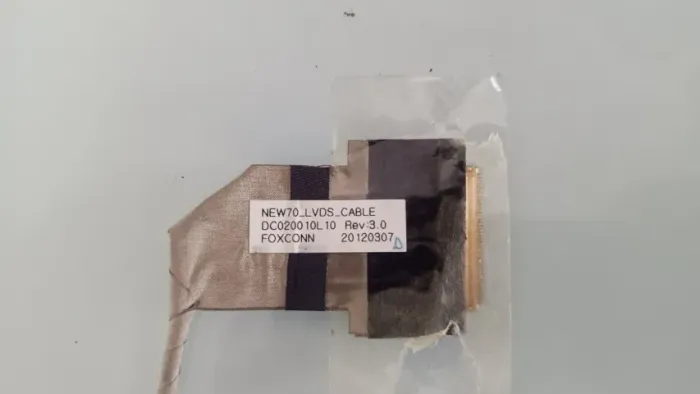 NEW70_LVDS_CABLE
DC020010L10 Rev:3.0
FOXCONN 20120307